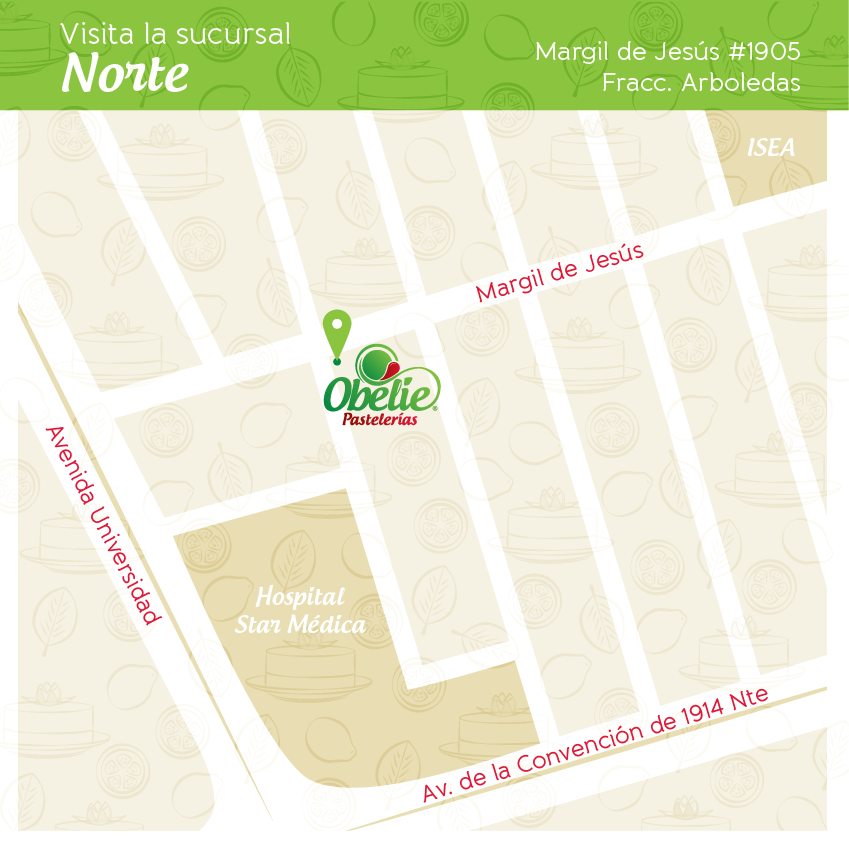 Visita la sucursal
Norte
Margil de Jesús #1905
Fracc. Arboledas
ISEA
Margil de Jesús
Obelie®
Pastelerías
Avenida Universidad
Hospital
Star Médica
Av. de la Convención de 1914 Nte